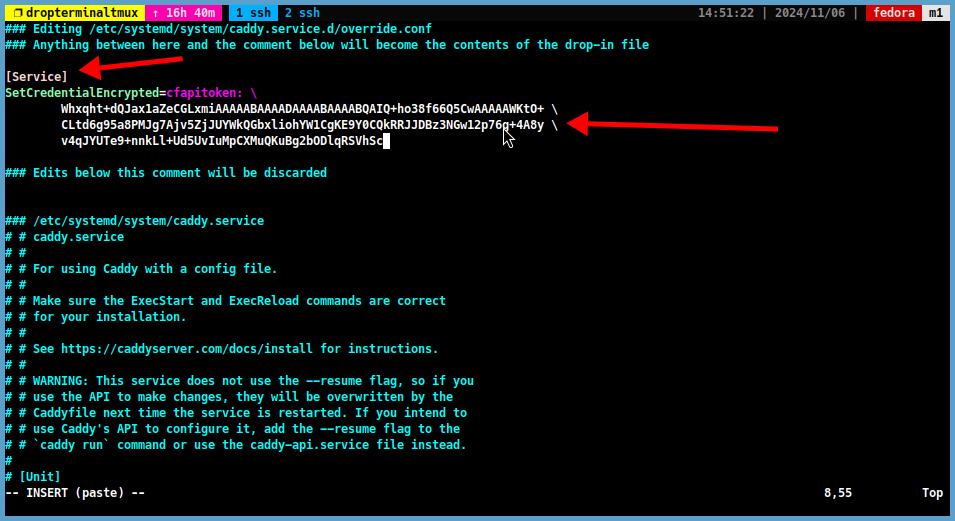 dropterminaltmux ↑ 16h 40m 1 ssh 2 ssh 14:51:22 | 2024/11/06 | fedora m1
### Editing /etc/systemd/system/caddy.service.d/override.conf
### Anything between here and the comment below will become the contents of the drop-in file
[Service]
SetCredentialEncrypted=cfapitoken: \
Whxqht+dQJax1aZeCGLxmiAAAAABAAAADAAAABAAAABQAIQ+ho38f66Q5CwAAAAAWKtO+ \
CLtd6g95a8PMJg7Ajv5ZjJUYWkQGbxliohYW1CgKE9Y0CQkRRJJDBz3NGw12p76g+4A8y \
v4qJYUTe9+nnkLl+Ud5UvIuMpCXMuQKuBg2bODlqRSVhSc
### Edits below this comment will be discarded
### /etc/systemd/system/caddy.service
# # caddy.service
# #
# # For using Caddy with a config file.
# #
# # Make sure the ExecStart and ExecReload commands are correct
# # for your installation.
# #
# # See https://caddyserver.com/docs/install for instructions.
# #
# # WARNING: This service does not use the --resume flag, so if you
# # use the API to make changes, they will be overwritten by the
# # Caddyfile next time the service is restarted. If you intend to
# # use Caddy's API to configure it, add the --resume flag to the
# # `caddy run` command or use the caddy-api.service file instead.
#
# [Unit]
-- INSERT (paste) -- 8,55 Top